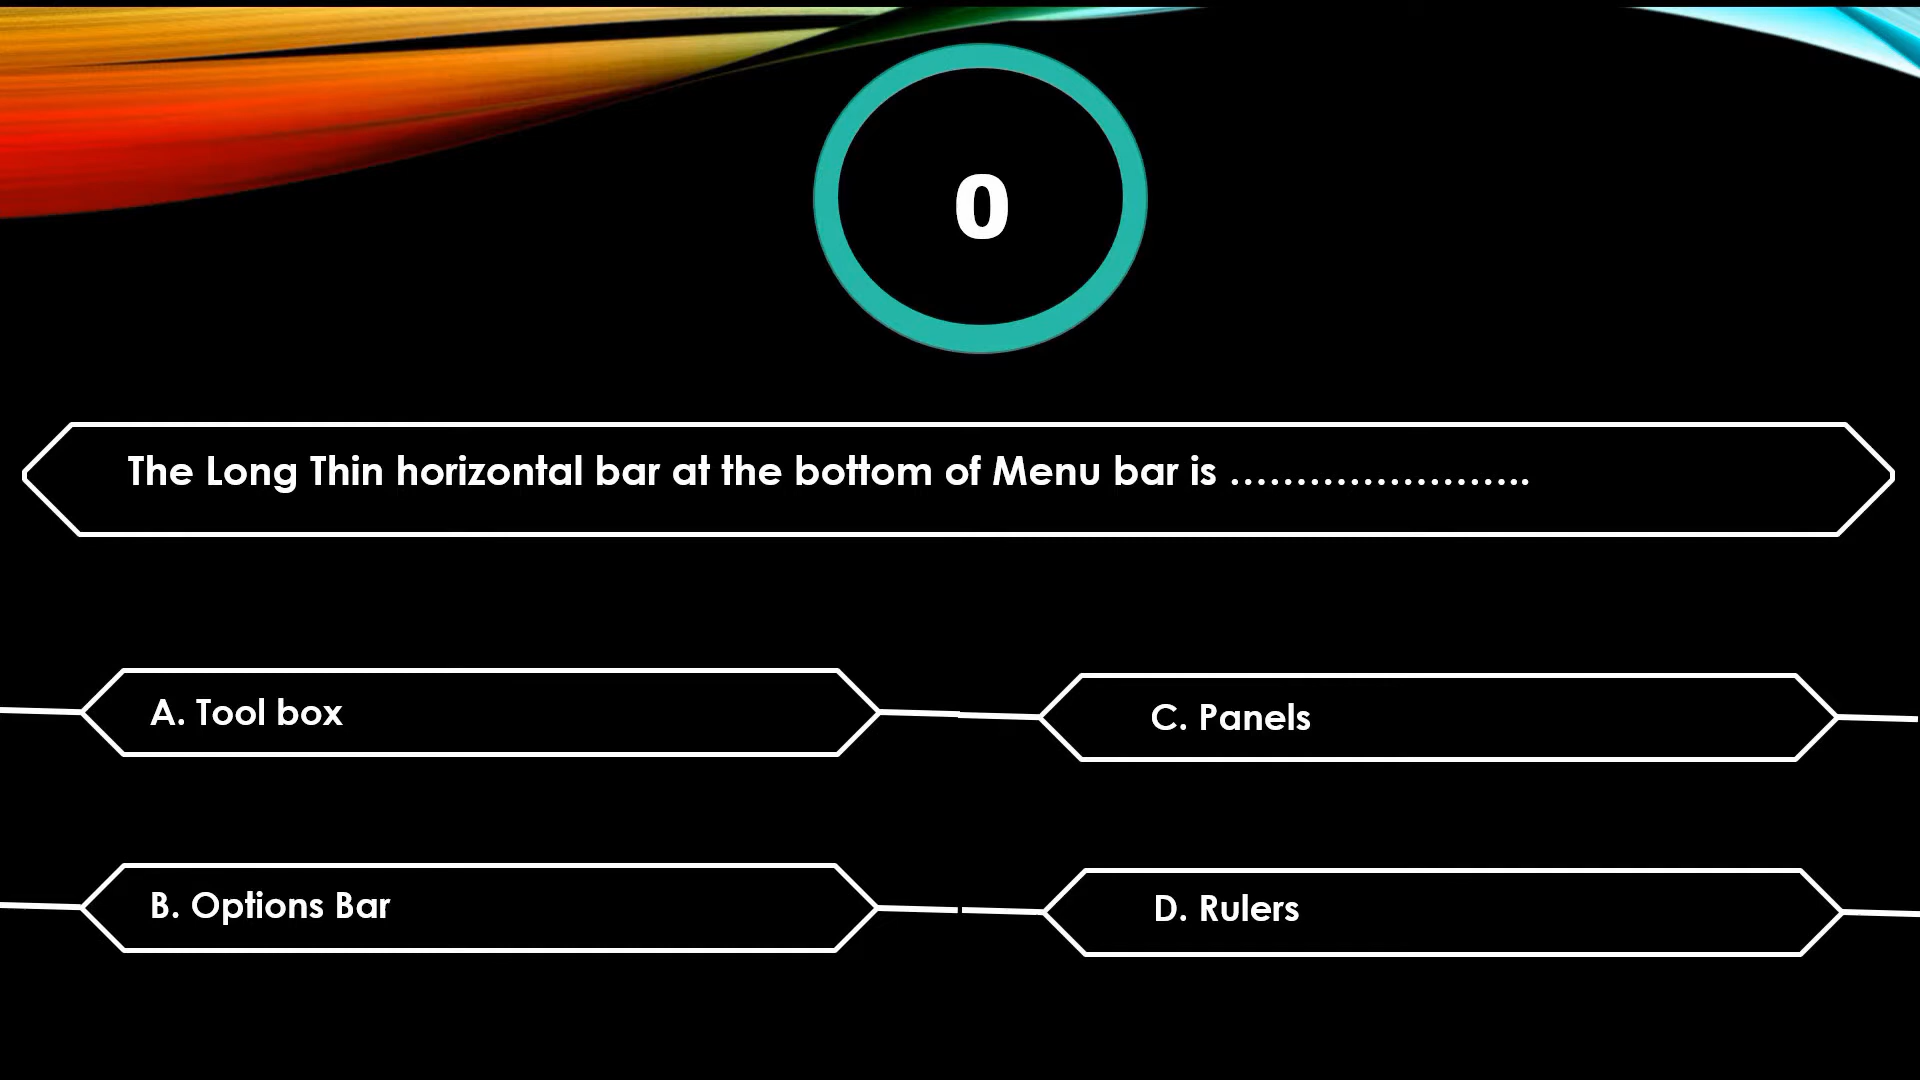 0
The Long Thin horizontal bar at the bottom of Menu bar is ……………………..
A. Tool box
C. Panels
B. Options Bar
D. Rulers